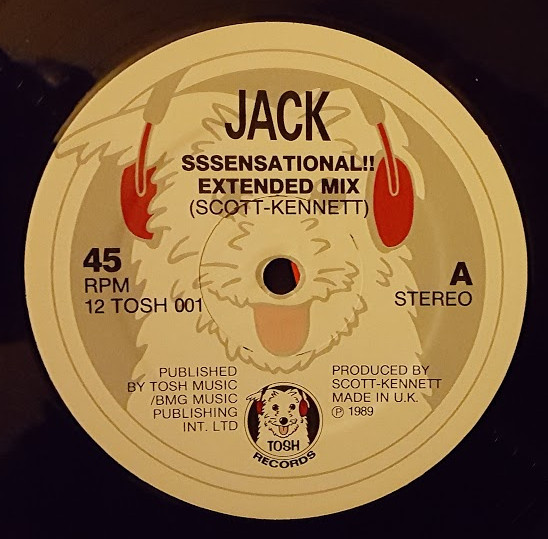 JACK
SSSENSATIONAL!!
EXTENDED MIX
(SCOTT-KENNETT)
45
RPM
12 TOSH 001
A
STEREO
PUBLISHED
BY TOSH MUSIC
/BMG MUSIC
PUBLISHING
INT. LTD
PRODUCED BY
SCOTT-KENNETT
MADE IN U.K.
℗ 1989
TOSH
RECORDS